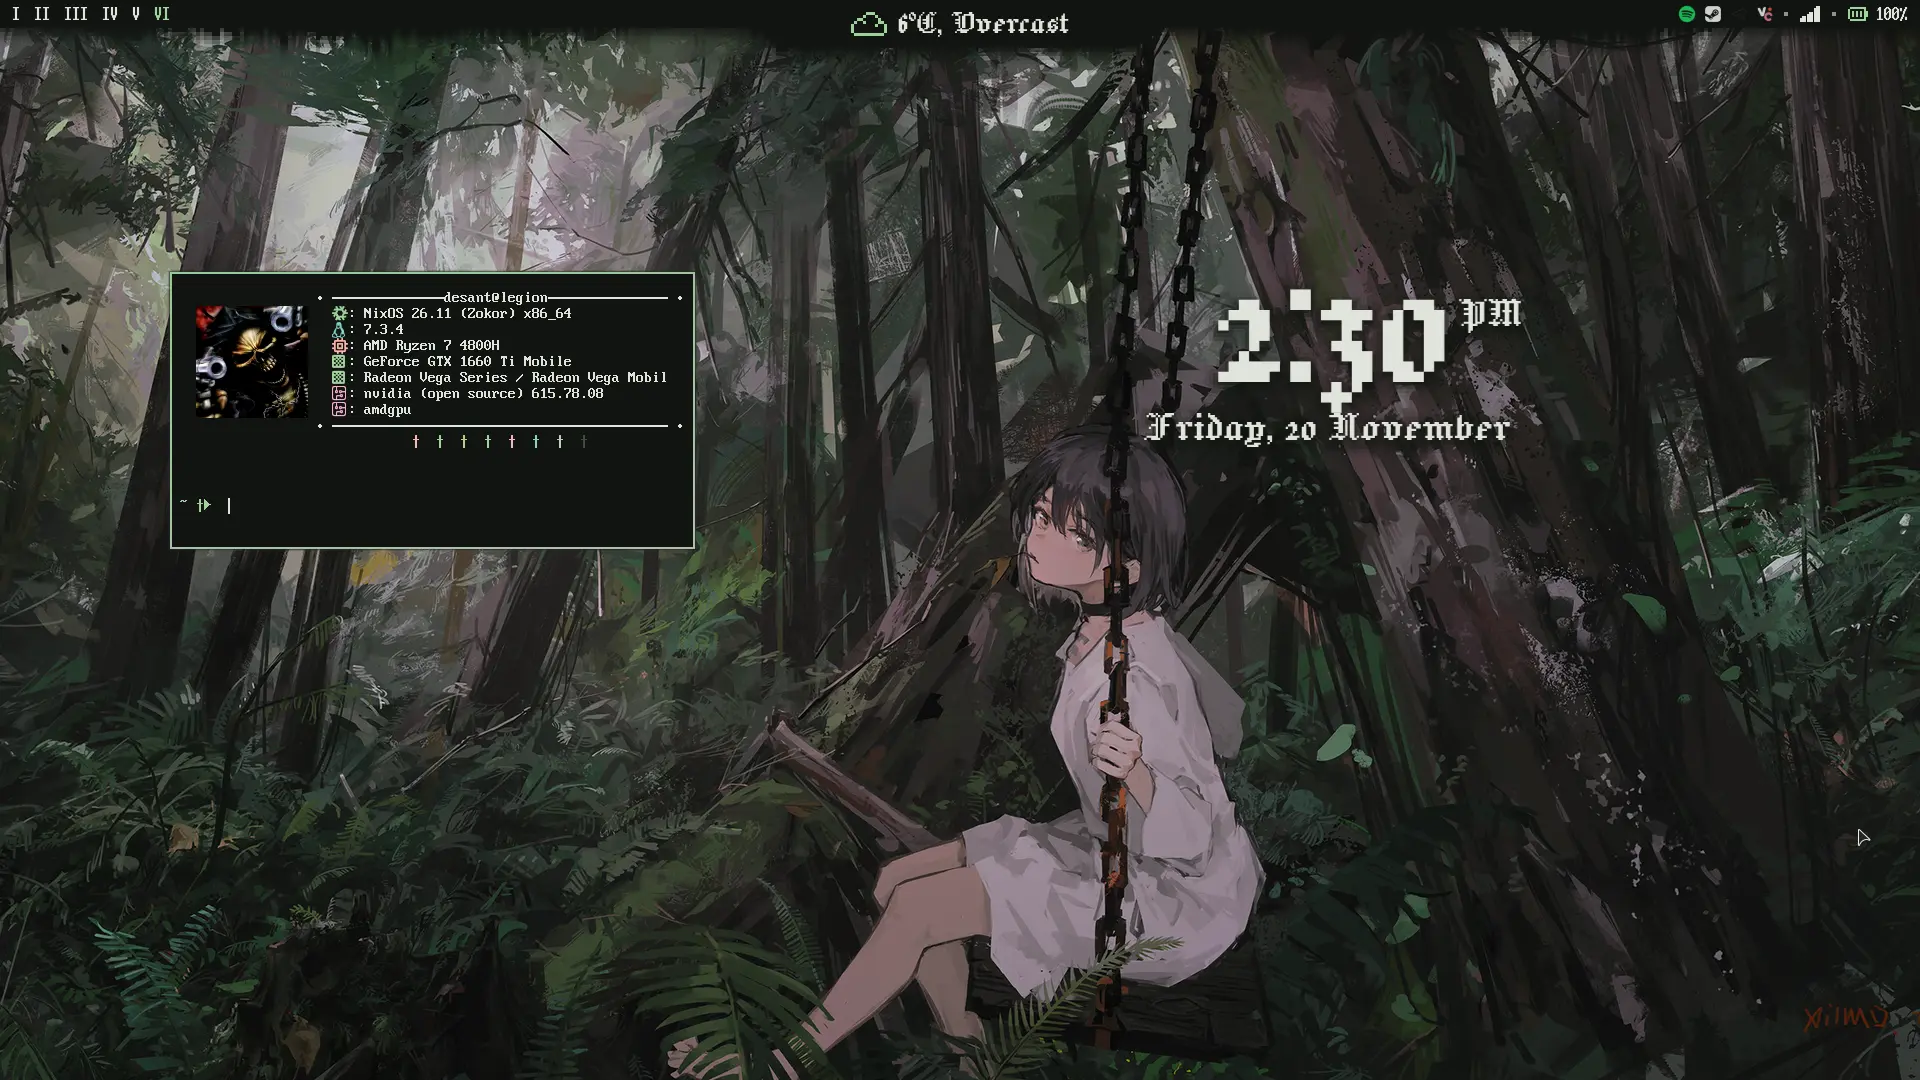 I II III IV V VI
6°C, Overcast
100%
desant@legion
: NixOS 26.11 (Zokor) x86_64
: 7.3.4
: AMD Ryzen 7 4800H
: GeForce GTX 1660 Ti Mobile
: Radeon Vega Series / Radeon Vega Mobil
: nvidia (open source) 615.78.08
: amdgpu
~
2:30 PM
Friday, 20 November